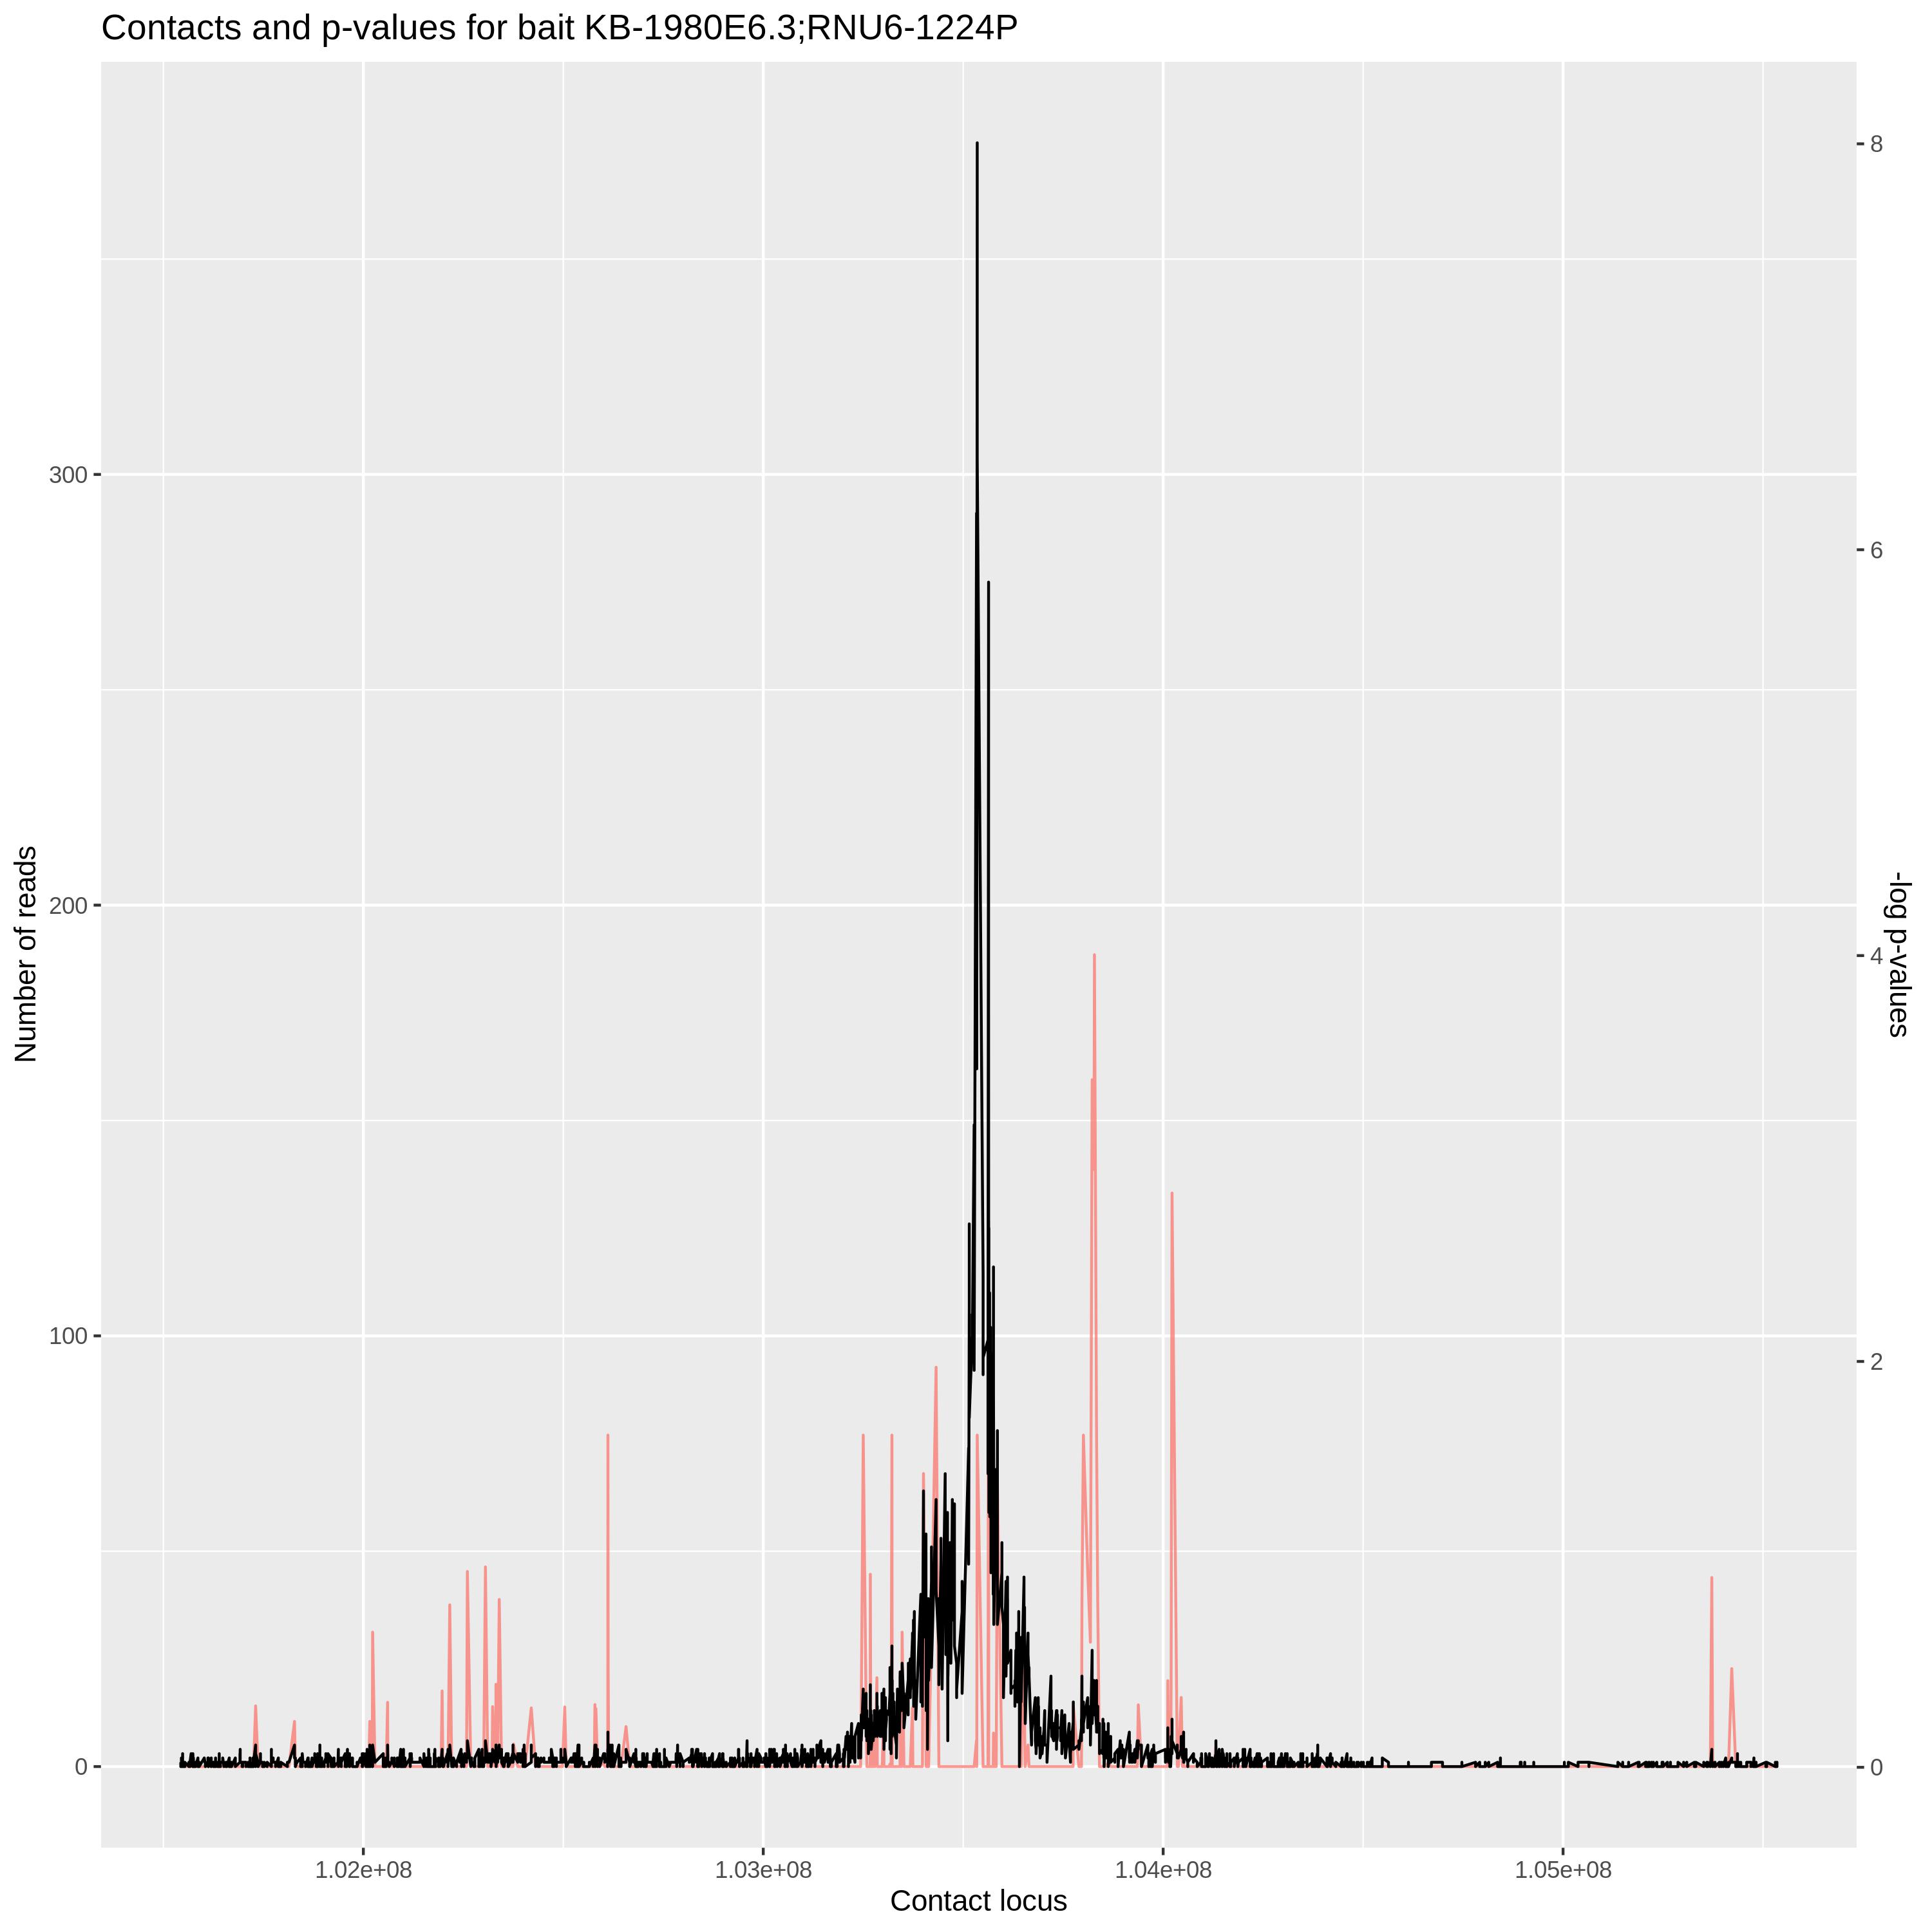 Contacts and p-values for bait KB-1980E6.3;RNU6-1224P
8
6
4
2
0
-log p-values
300
200
100
0
Number of reads
1.02e+08 1.03e+08 1.04e+08 1.05e+08
Contact locus